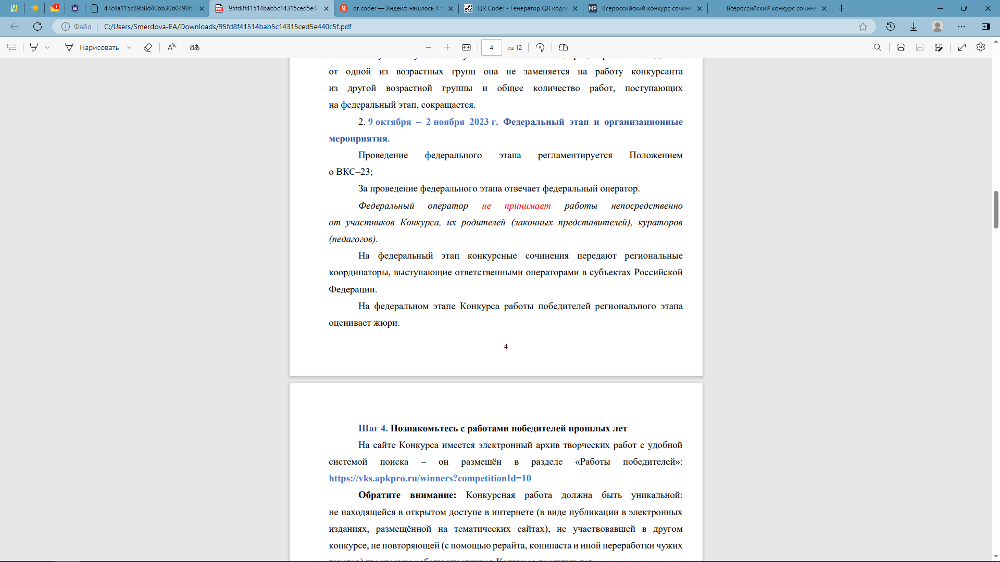 47c4a115c89b8d40bb30b0490bb
95fd8f41514bab5c14315ced5e44
qr coder — Яндекс: нашлось 4 т
QR Coder - Генератор QR кодов
Всероссийский конкурс сочине
Всероссийский конкурс сочине
Файл
C:/Users/Smerdova-EA/Downloads/95fd8f41514bab5c14315ced5e440c5f.pdf
Нарисовать
4 из 12
от одной из возрастных групп она не заменяется на работу конкурсанта
из другой возрастной группы и общее количество работ, поступающих
на федеральный этап, сокращается.
2. 9 октября – 2 ноября 2023 г. Федеральный этап и организационные
мероприятия.
Проведение федерального этапа регламентируется Положением
о ВКС–23;
За проведение федерального этапа отвечает федеральный оператор.
Федеральный оператор не принимает работы непосредственно
от участников Конкурса, их родителей (законных представителей), кураторов
(педагогов).
На федеральный этап конкурсные сочинения передают региональные
координаторы, выступающие ответственными операторами в субъектах Российской
Федерации.
На федеральном этапе Конкурса работы победителей регионального этапа
оценивает жюри.
4
Шаг 4. Познакомьтесь с работами победителей прошлых лет
На сайте Конкурса имеется электронный архив творческих работ с удобной
системой поиска – он размещён в разделе «Работы победителей»:
https://vks.apkpro.ru/winners?competitionId=10
Обратите внимание: Конкурсная работа должна быть уникальной:
не находящейся в открытом доступе в интернете (в виде публикации в электронных
изданиях, размещённой на тематических сайтах), не участвовавшей в другом
конкурсе, не повторяющей (с помощью рерайта, копипаста и иной переработки чужих